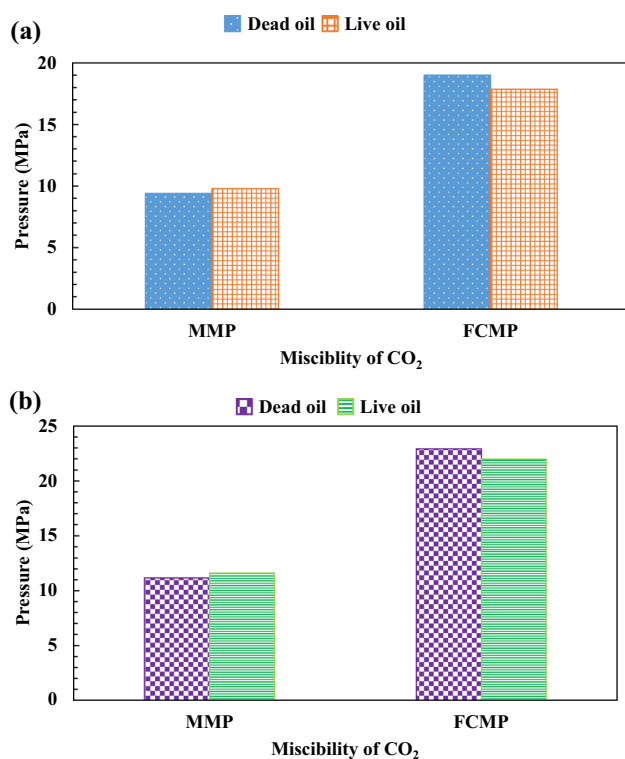 (a)
Dead oil Live oil
20
15
10
5
0
Pressure (MPa)
MMP FCMP
Misciblity of CO₂
(b)
Dead oil Live oil
25
20
15
10
5
0
Pressure (MPa)
MMP FCMP
Miscibility of CO₂